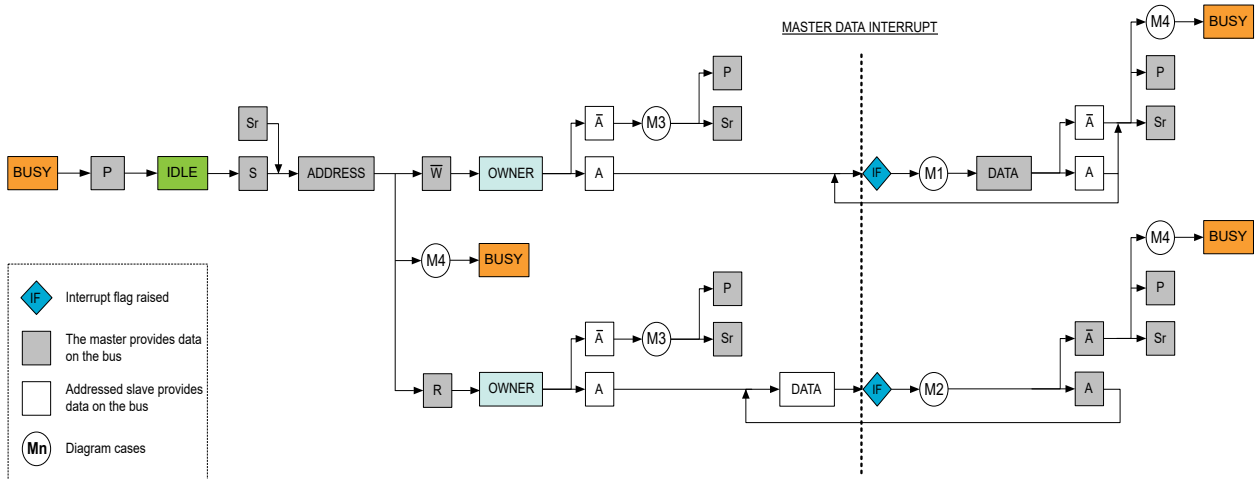 MASTER DATA INTERRUPT
M4
BUSY
P
Sr
A̅
M3
P
Sr
A̅
Sr
BUSY
P
IDLE
S
ADDRESS
W̅
OWNER
A
IF
M1
DATA
A
M4
BUSY
M4
BUSY
P
Sr
A̅
M3
P
Sr
A̅
R
OWNER
A
DATA
IF
M2
A
IF
Interrupt flag raised
The master provides data
on the bus
Addressed slave provides
data on the bus
Mn
Diagram cases